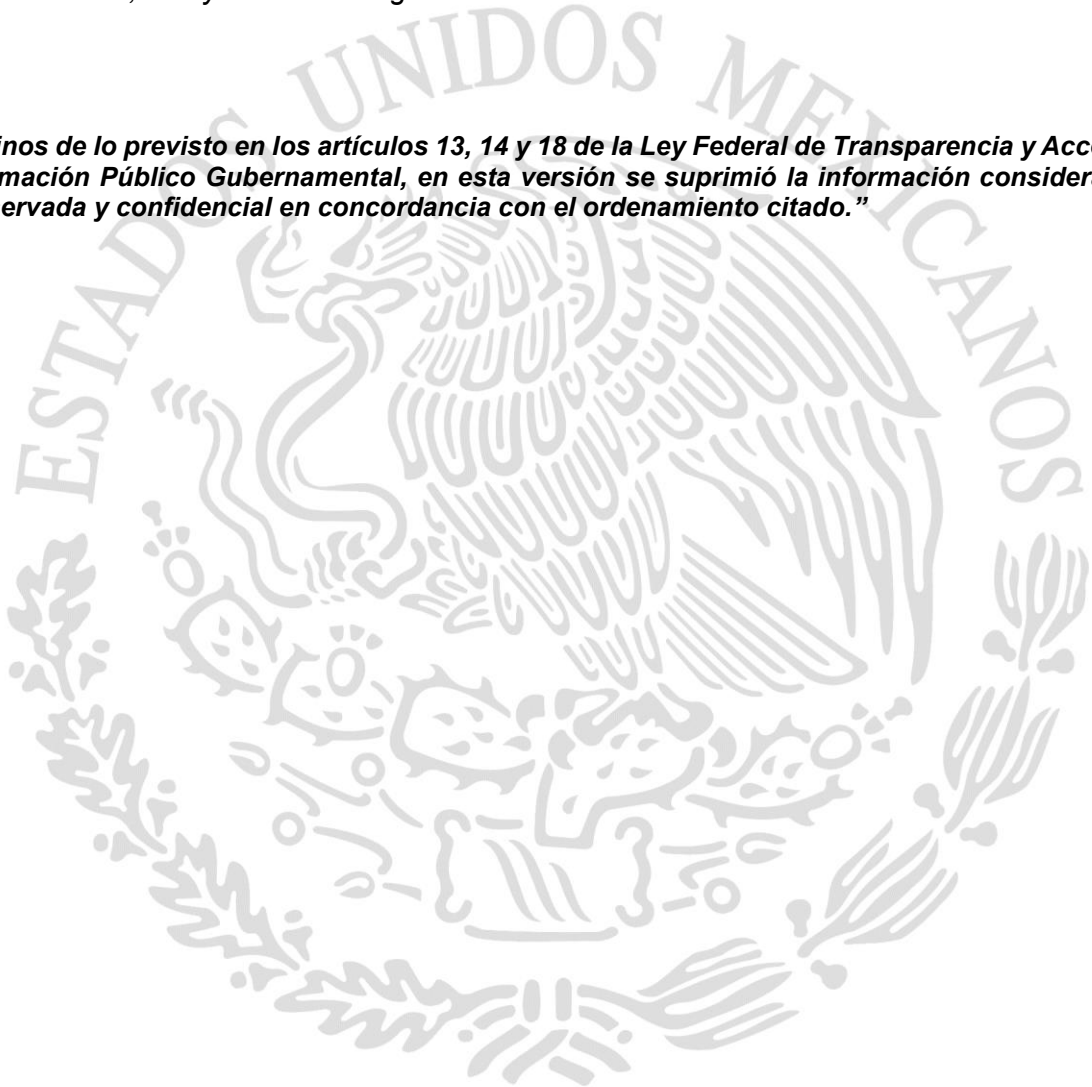 inos de lo previsto en los artículos 13, 14 y 18 de la Ley Federal de Transparencia y Acc
mación Público Gubernamental, en esta versión se suprimió la información consider
ervada y confidencial en concordancia con el ordenamiento citado.”
ESTADOS UNIDOS MEXICANOS